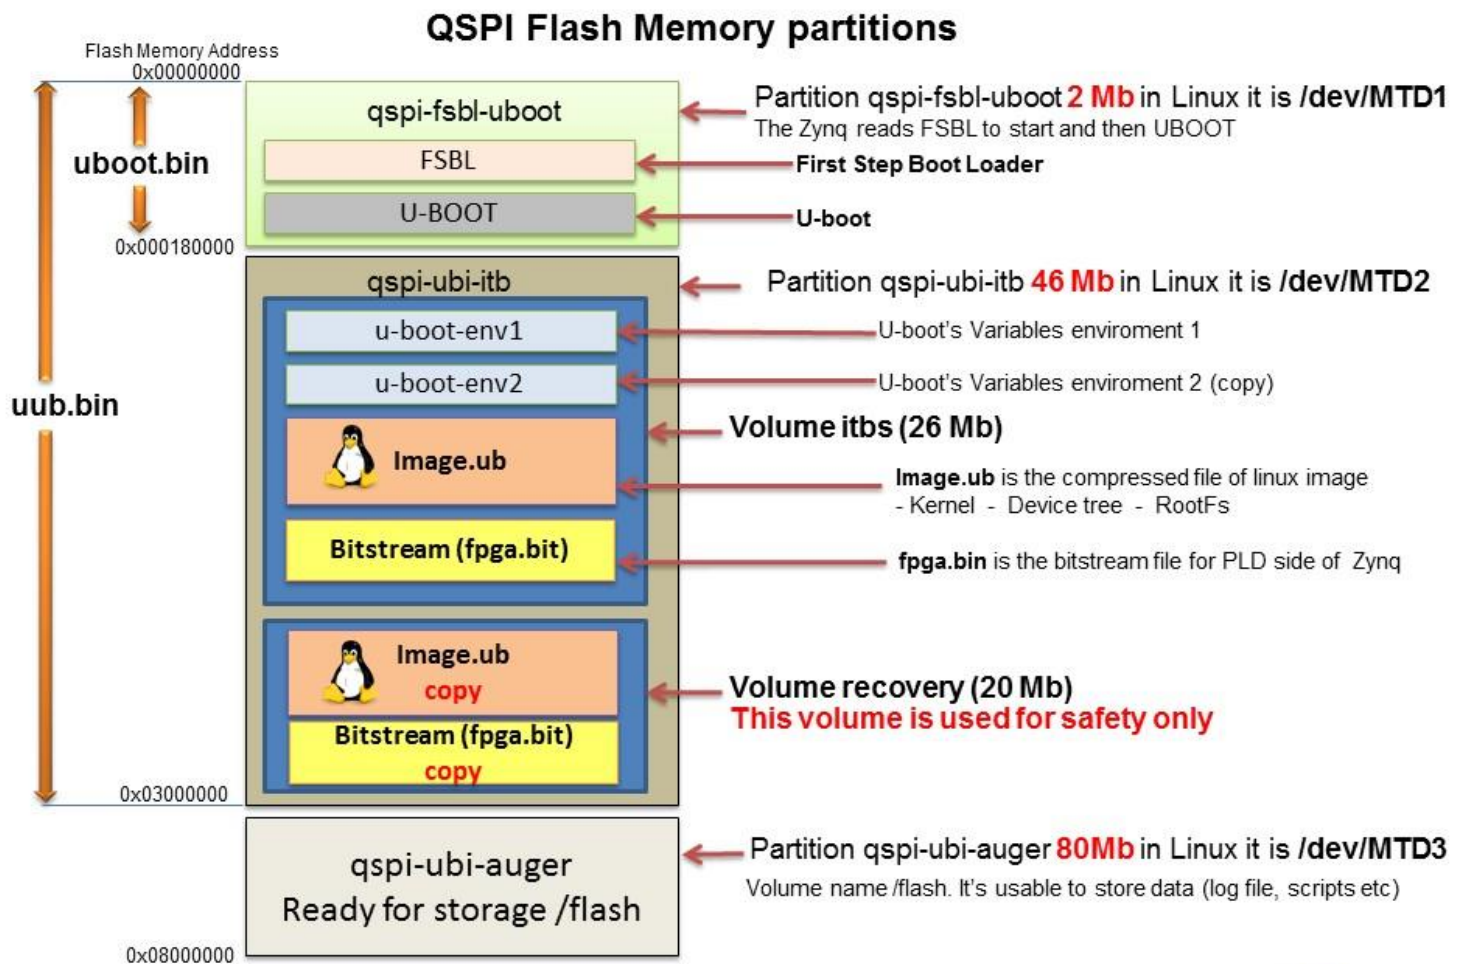 QSPI Flash Memory partitions
Flash Memory Address
0x00000000
uboot.bin
0x000180000
uub.bin
0x03000000
0x08000000
qspi-fsbl-uboot
FSBL
U-BOOT
Partition qspi-fsbl-uboot 2 Mb in Linux it is /dev/MTD1
The Zynq reads FSBL to start and then UBOOT
First Step Boot Loader
U-boot
qspi-ubi-itb
Partition qspi-ubi-itb 46 Mb in Linux it is /dev/MTD2
u-boot-env1
U-boot's Variables enviroment 1
u-boot-env2
U-boot's Variables enviroment 2 (copy)
Volume itbs (26 Mb)
Image.ub
Image.ub is the compressed file of linux image
- Kernel - Device tree - RootFs
Bitstream (fpga.bit)
fpga.bin is the bitstream file for PLD side of Zynq
Image.ub
copy
Bitstream (fpga.bit)
copy
Volume recovery (20 Mb)
This volume is used for safety only
qspi-ubi-auger
Ready for storage /flash
Partition qspi-ubi-auger 80Mb in Linux it is /dev/MTD3
Volume name /flash. It's usable to store data (log file, scripts etc)